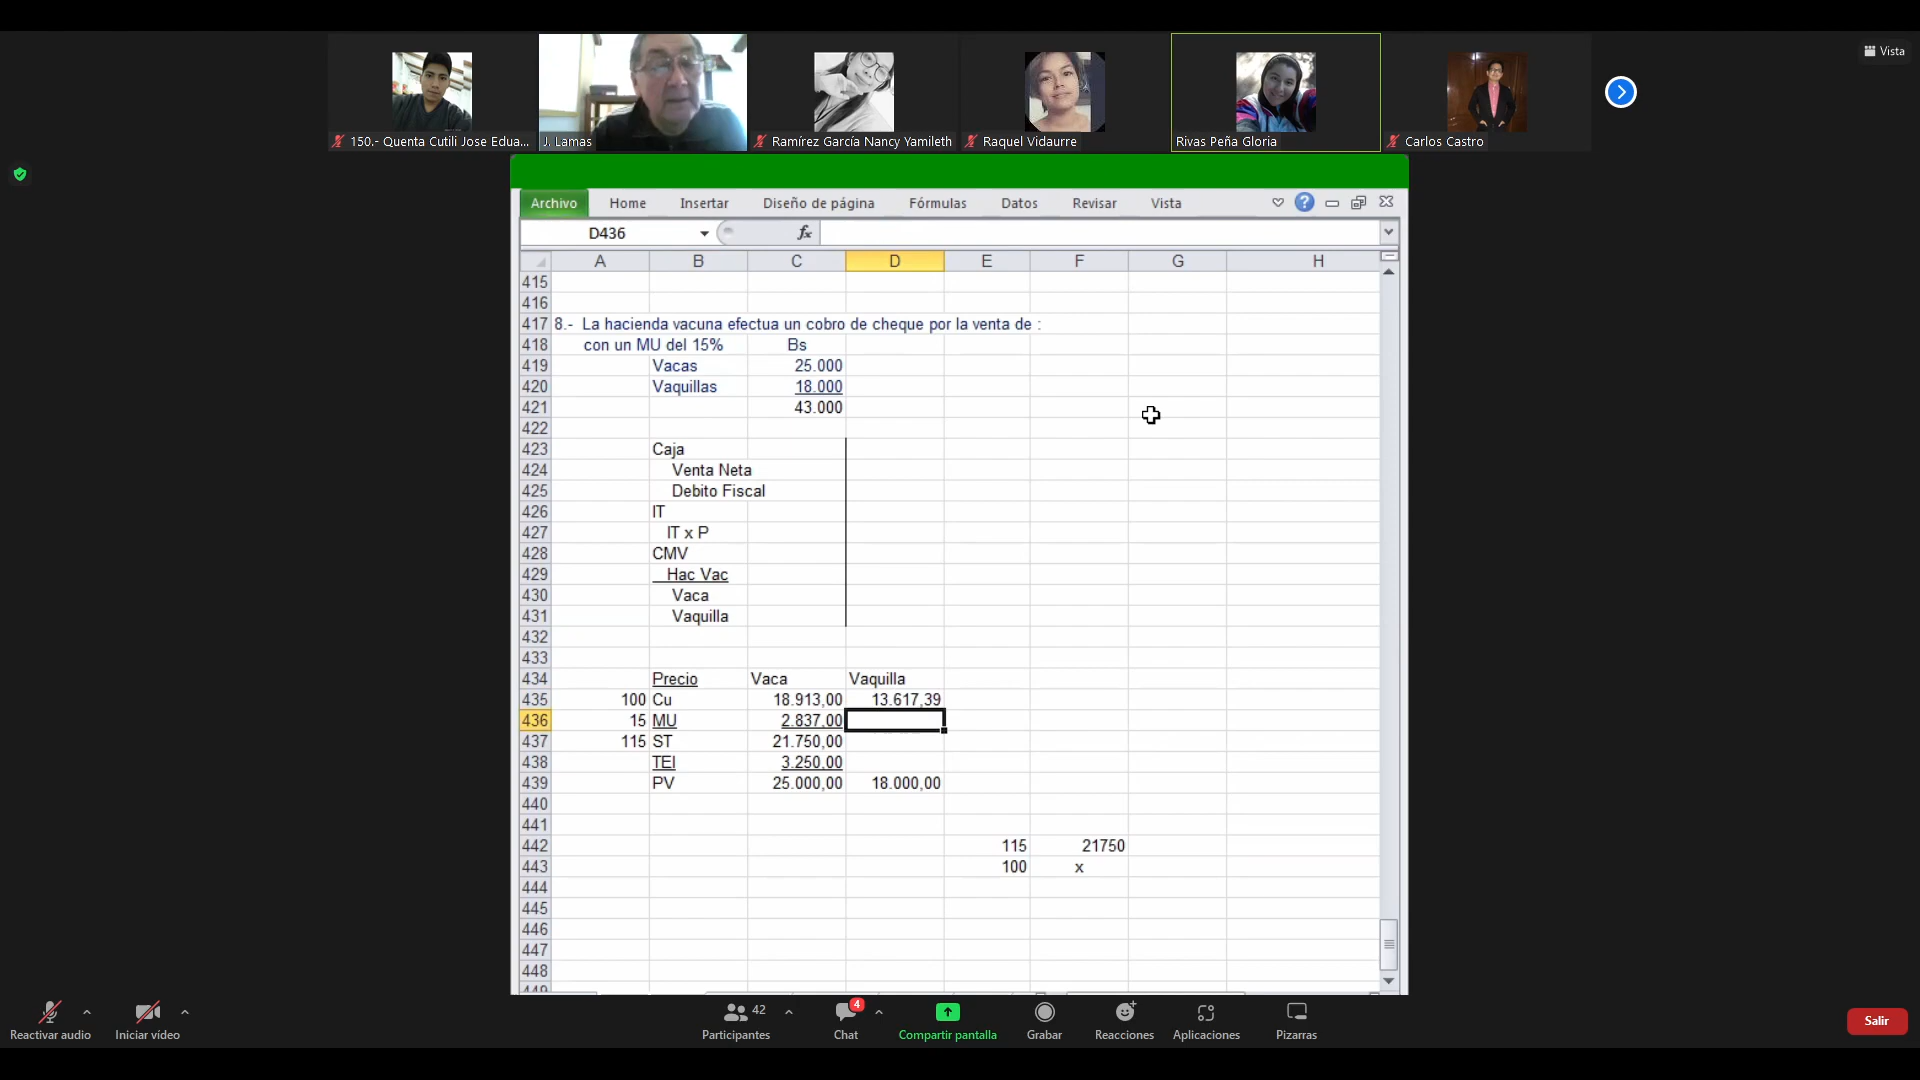 Vista
150.- Quenta Cutili Jose Edua...
J. Lamas
Ramírez García Nancy Yamileth
Raquel Vidaurre
Rivas Peña Gloria
Carlos Castro
Archivo Home Insertar Diseño de página Fórmulas Datos Revisar Vista ?
D436 fx
A B C D E F G H
415
416
417 8.- La hacienda vacuna efectua un cobro de cheque por la venta de :
418 con un MU del 15% Bs
419 Vacas 25.000
420 Vaquillas 18.000
421 43.000
422
423 Caja
424 Venta Neta
425 Debito Fiscal
426 IT
427 IT x P
428 CMV
429 Hac Vac
430 Vaca
431 Vaquilla
432
433
434 Precio Vaca Vaquilla
435 100 Cu 18.913,00 13.617,39
436 15 MU 2.837,00
437 115 ST 21.750,00
438 TEI 3.250,00
439 PV 25.000,00 18.000,00
440
441
442 115 21750
443 100 x
444
445
446
447
448
449
Reactivar audio
Iniciar vídeo
42
Participantes
4
Chat
Compartir pantalla
Grabar
Reacciones
Aplicaciones
Pizarras
Salir